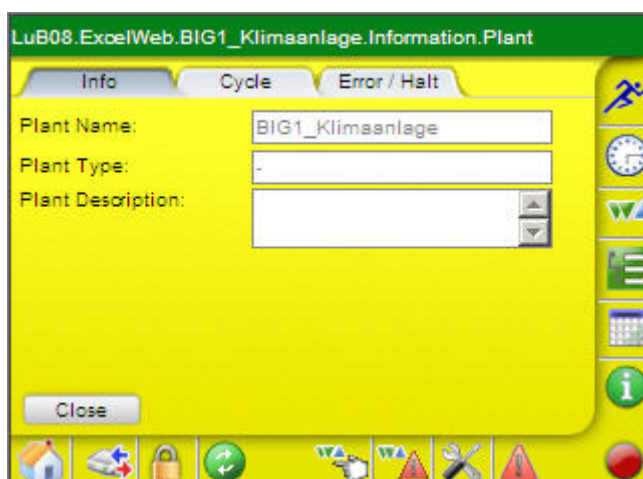 LuB08.ExcelWeb.BIG1_Klimaanlage.Information.Plant
Info Cycle Error / Halt
Plant Name: BIG1_Klimaanlage
Plant Type: -
Plant Description:
Close